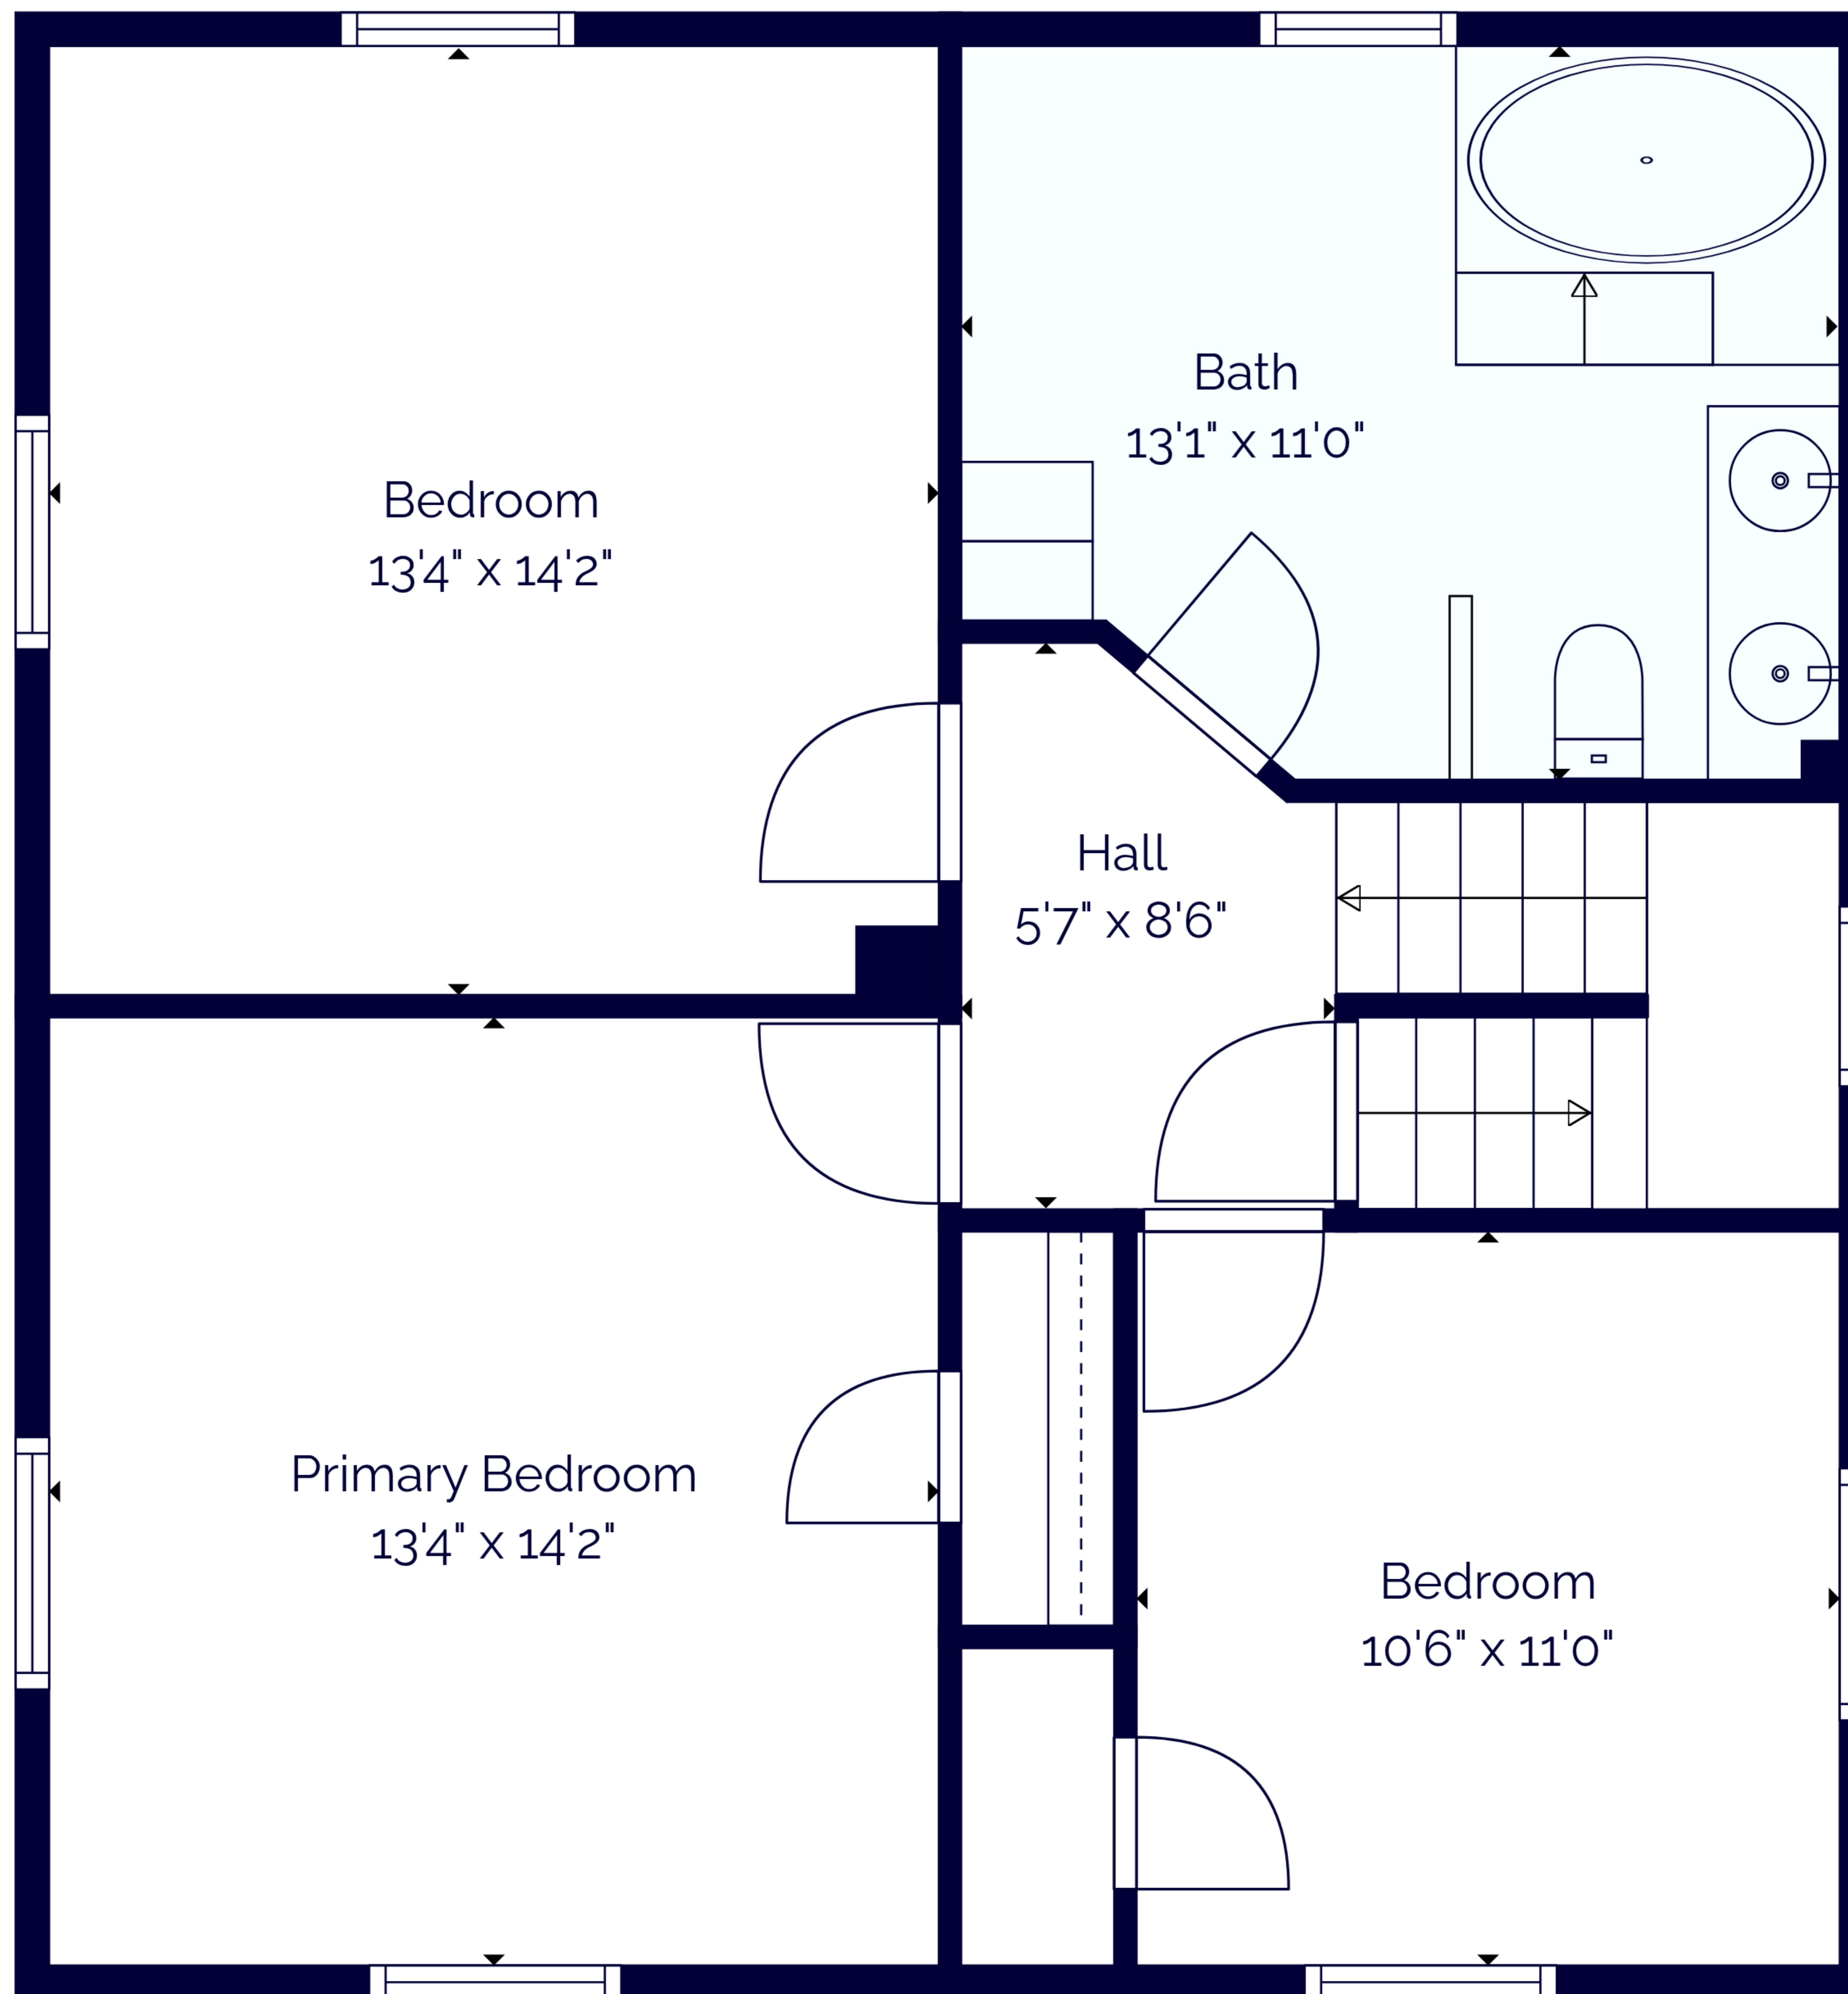 Bath
13'1" x 11'0"
Bedroom
13'4" x 14'2"
Hall
5'7" x 8'6"
Primary Bedroom
13'4" x 14'2"
Bedroom
10'6" x 11'0"